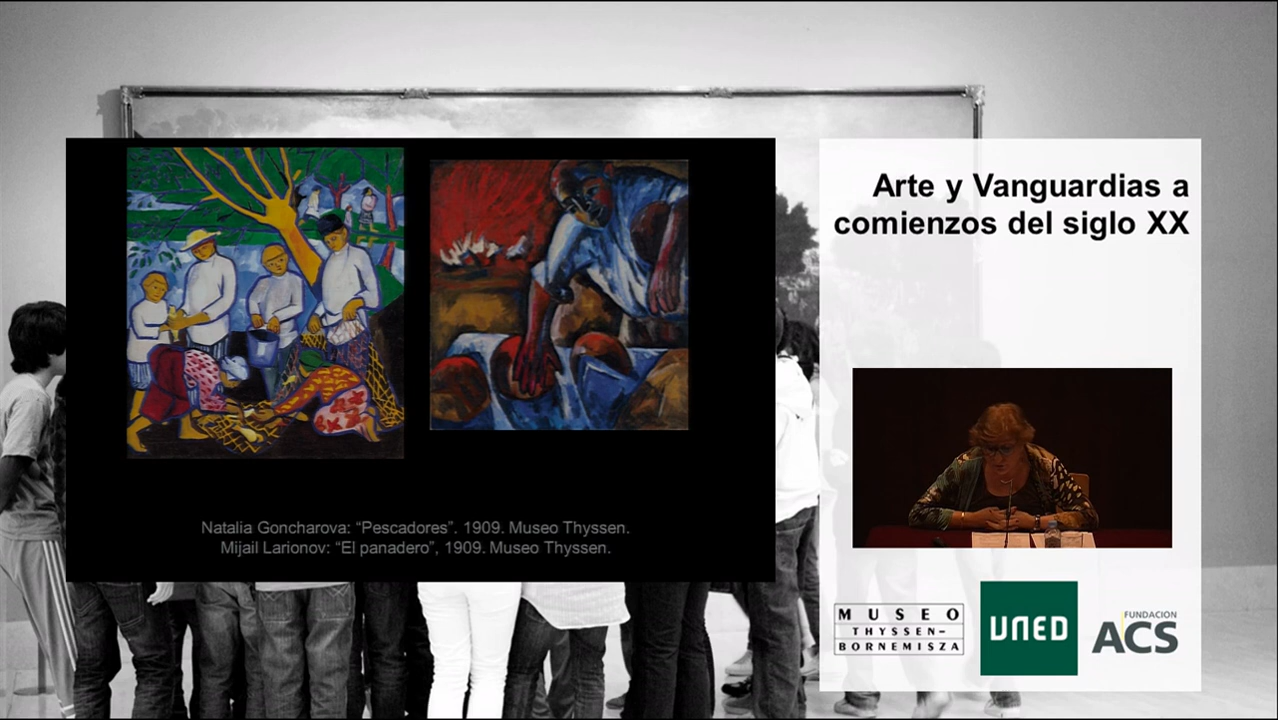 Arte y Vanguardias a
comienzos del siglo XX
Natalia Goncharova: “Pescadores”. 1909. Museo Thyssen.
Mijail Larionov: “El panadero”, 1909. Museo Thyssen.
MUSEO
THYSSEN-
BORNEMISZA
UNED
FUNDACIÓN
ACS